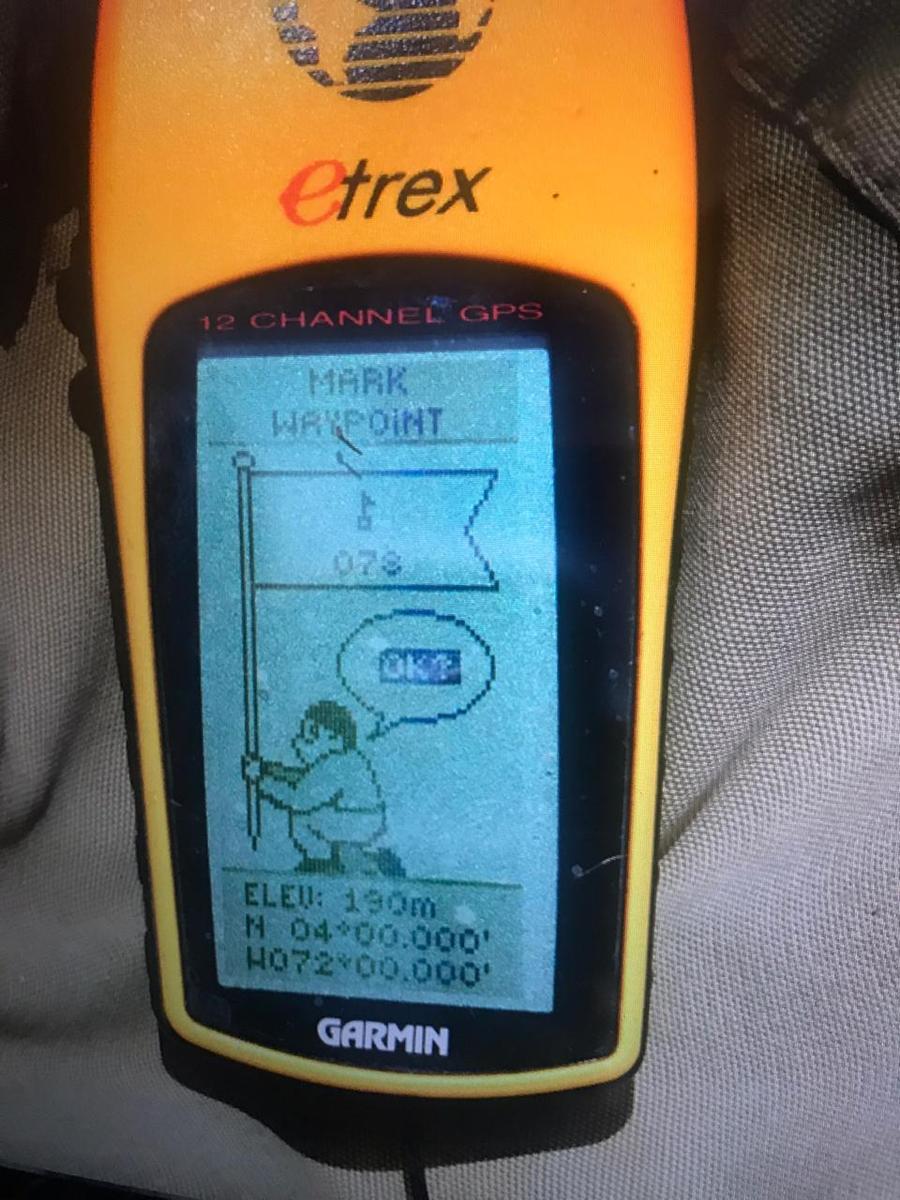 etrex
12 CHANNEL GPS
MARK
WAYPOINT
078
OK?
ELEV: 190m
N 04°00.000'
W072°00.000'
GARMIN